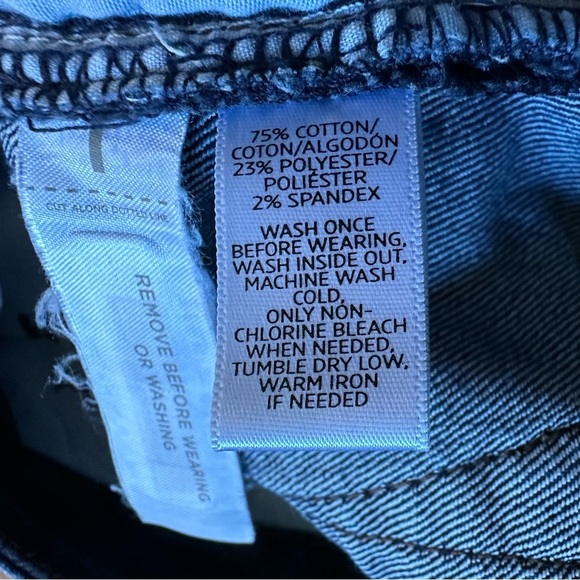 CUT ALONG DOTTED LINE
REMOVE BEFORE WEARING
OR WASHING
75% COTTON/
COTON/ALGODÓN
23% POLYESTER/
POLIÉSTER
2% SPANDEX
WASH ONCE
BEFORE WEARING,
WASH INSIDE OUT,
MACHINE WASH
COLD,
ONLY NON-
CHLORINE BLEACH
WHEN NEEDED,
TUMBLE DRY LOW,
WARM IRON
IF NEEDED